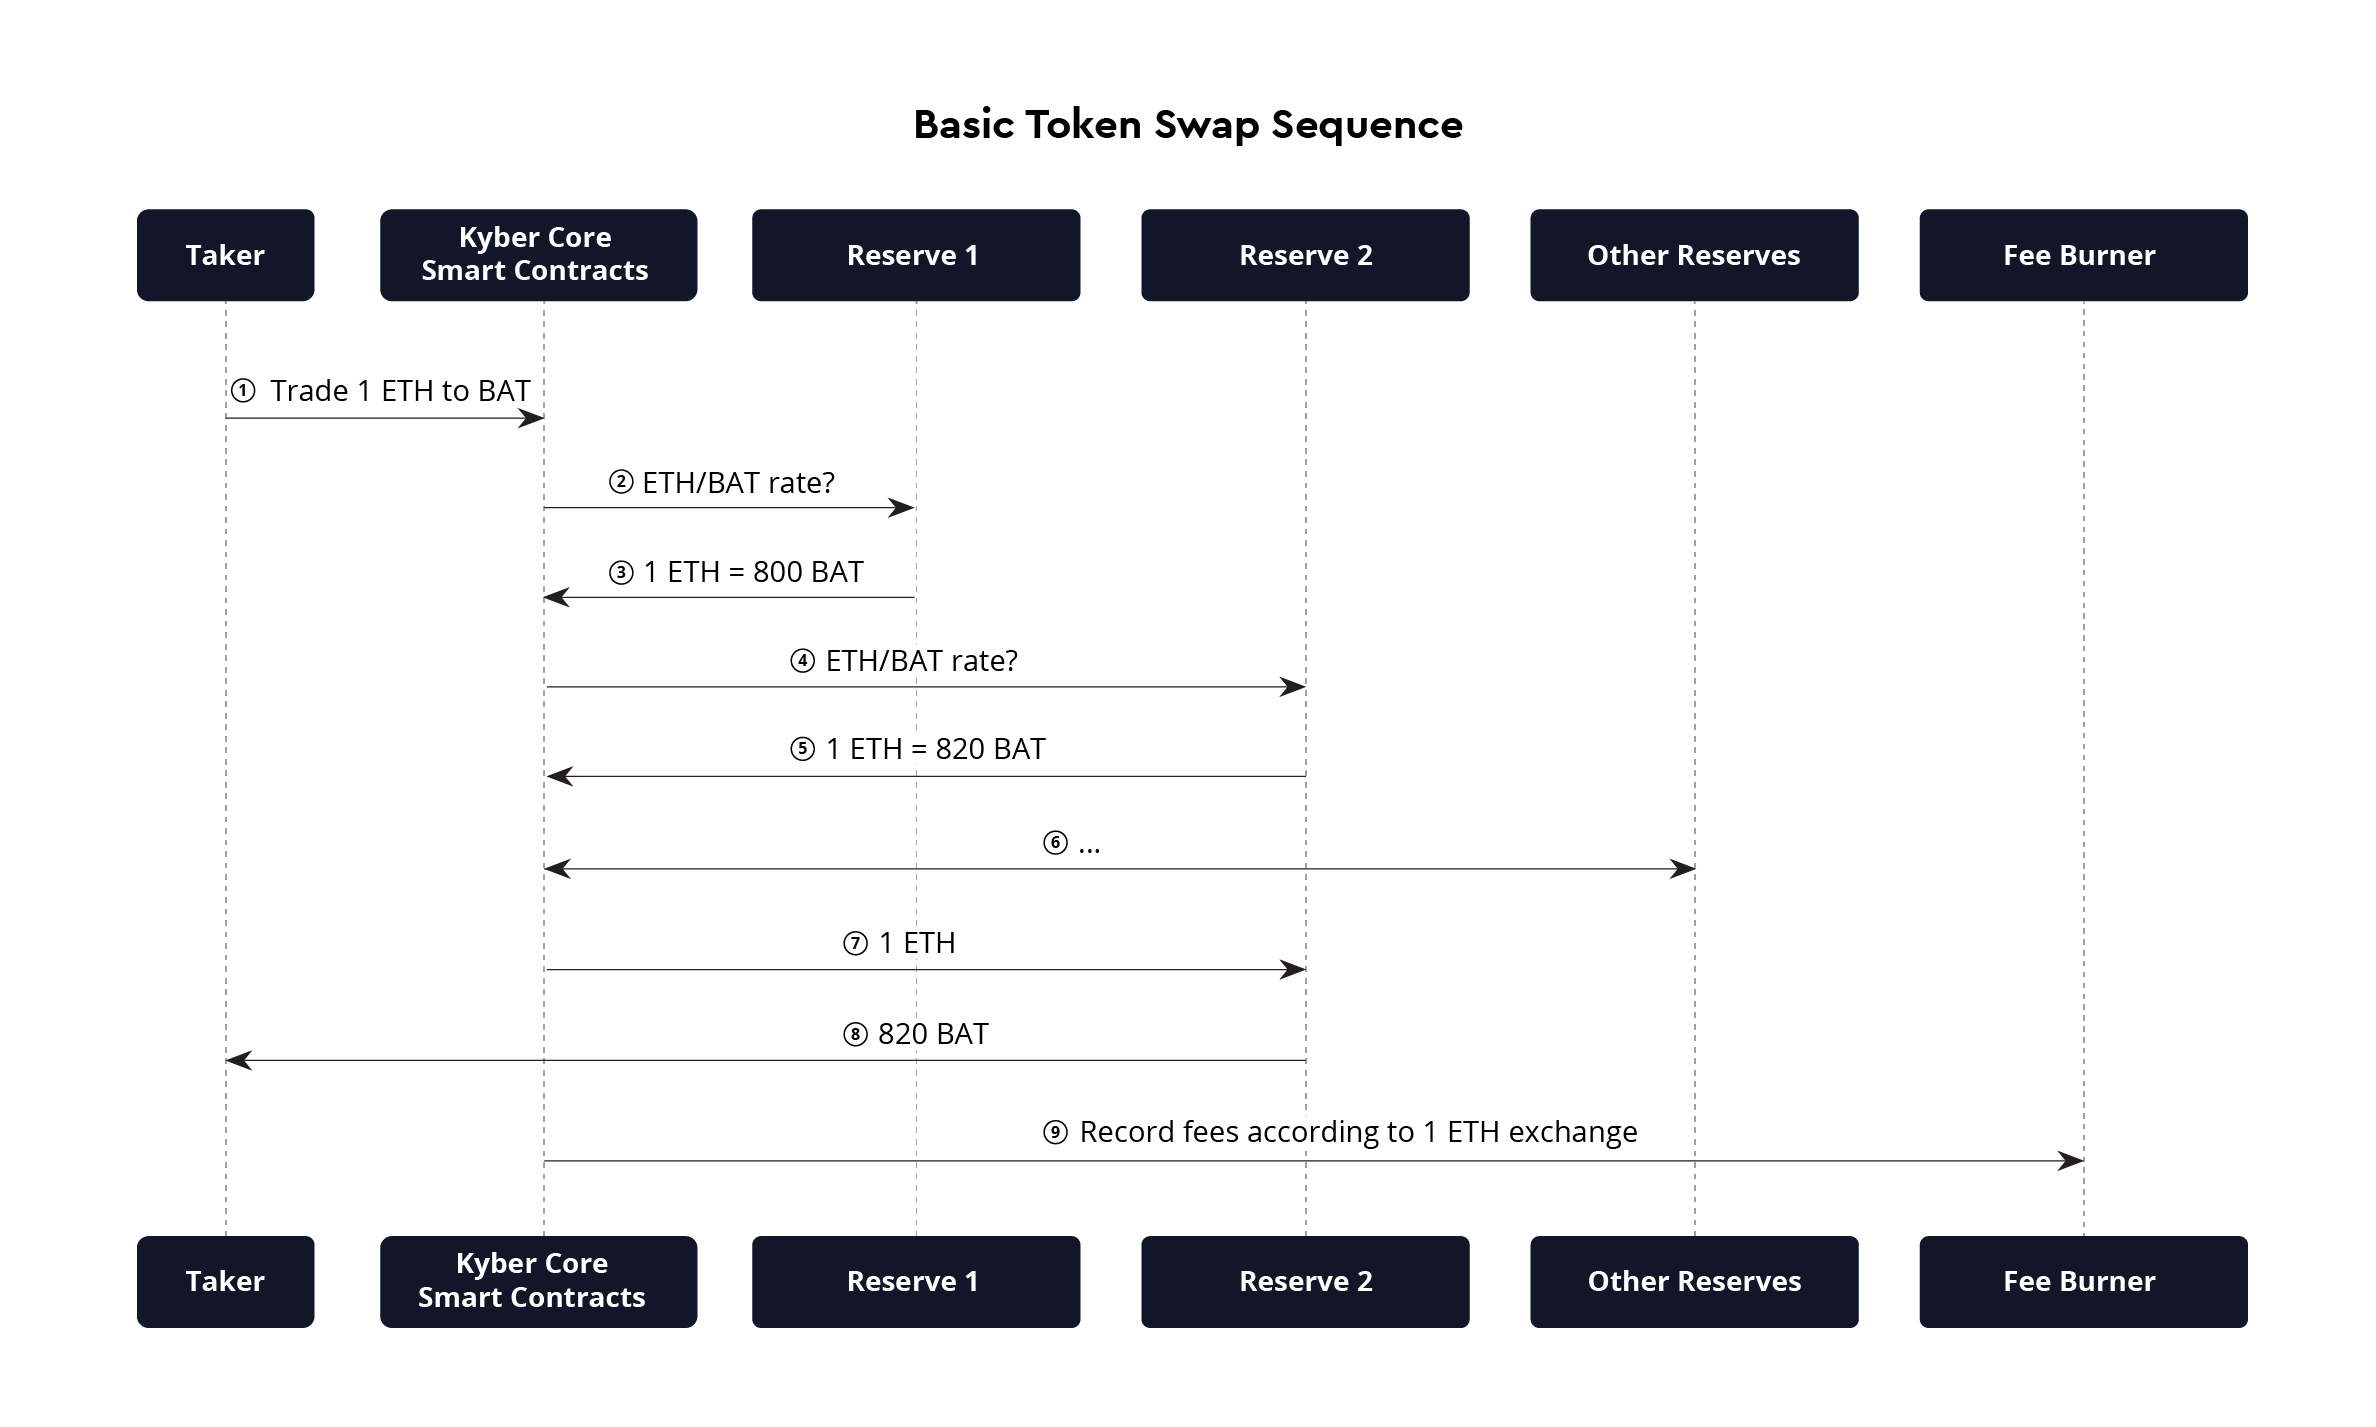 Basic Token Swap Sequence
Taker
Kyber Core
Smart Contracts
Reserve 1
Reserve 2
Other Reserves
Fee Burner
① Trade 1 ETH to BAT
② ETH/BAT rate?
③ 1 ETH = 800 BAT
④ ETH/BAT rate?
⑤ 1 ETH = 820 BAT
⑥ ...
⑦ 1 ETH
⑧ 820 BAT
⑨ Record fees according to 1 ETH exchange
Taker
Kyber Core
Smart Contracts
Reserve 1
Reserve 2
Other Reserves
Fee Burner